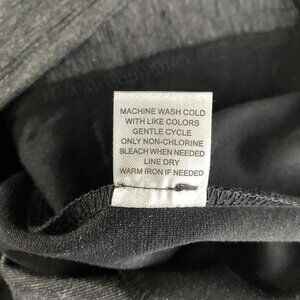 MACHINE WASH COLD
WITH LIKE COLORS
GENTLE CYCLE
ONLY NON-CHLORINE
BLEACH WHEN NEEDED
LINE DRY
WARM IRON IF NEEDED